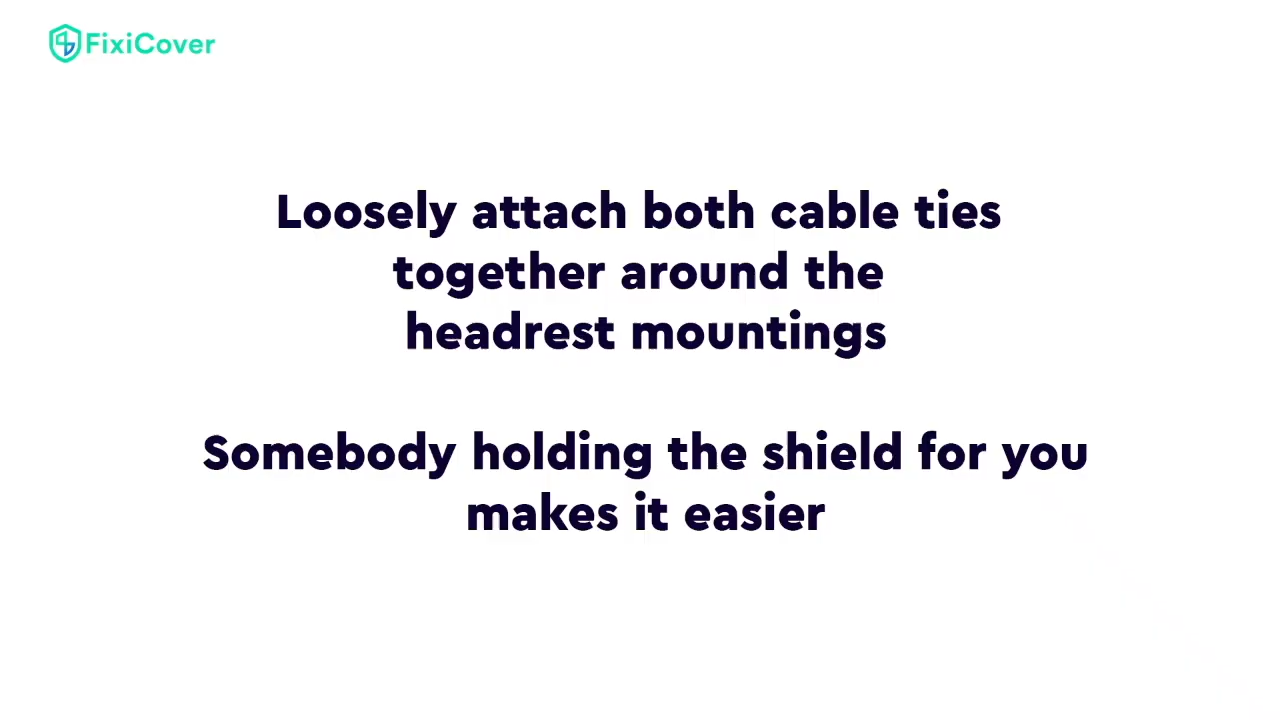 FixiCover
Loosely attach both cable ties
together around the
headrest mountings
Somebody holding the shield for you
makes it easier